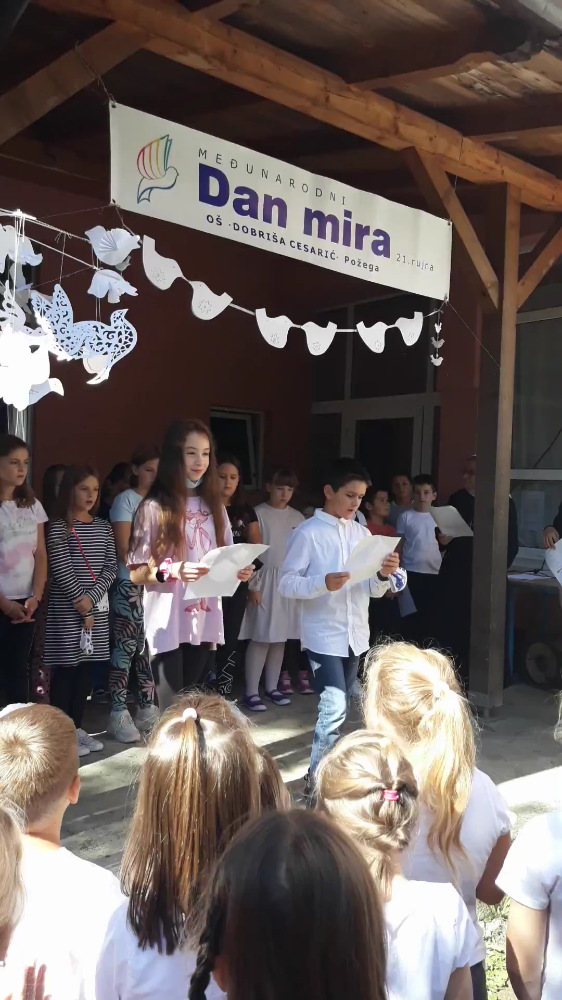 MEĐUNARODNI
Dan mira
OŠ ·DOBRIŠA CESARIĆ· Požega
21.rujna